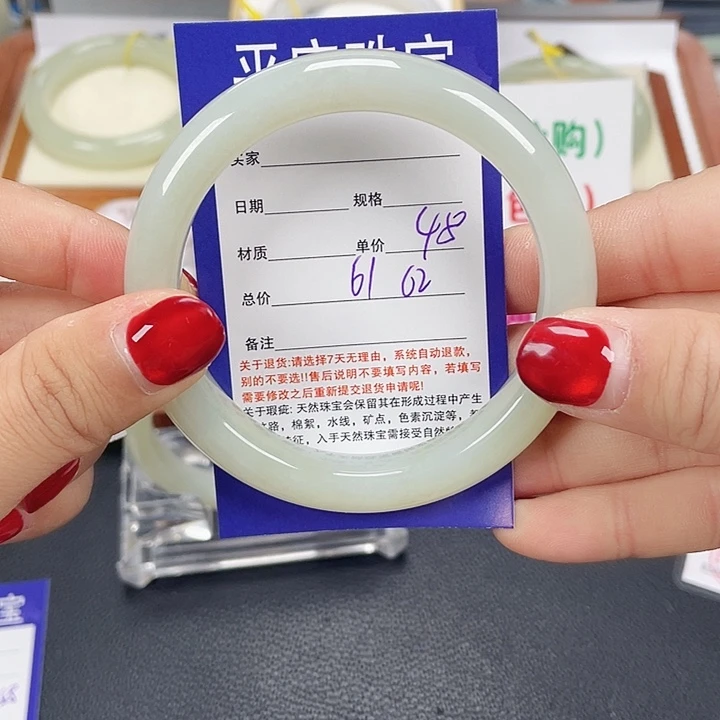 珠宝
购）
家
日期 规格
48
材质 单价
61 62
总价
备注
关于退货:请选择7天无理由，系统自动退款，
别的不要选!!售后说明不要填写内容，若填写
需要修改之后重新提交退货申请呢!
关于瑕疵: 天然珠宝会保留其在形成过程中产生
路，棉絮，水线，矿点，色素沉淀等，
征，入手天然珠宝需接受自然
宝